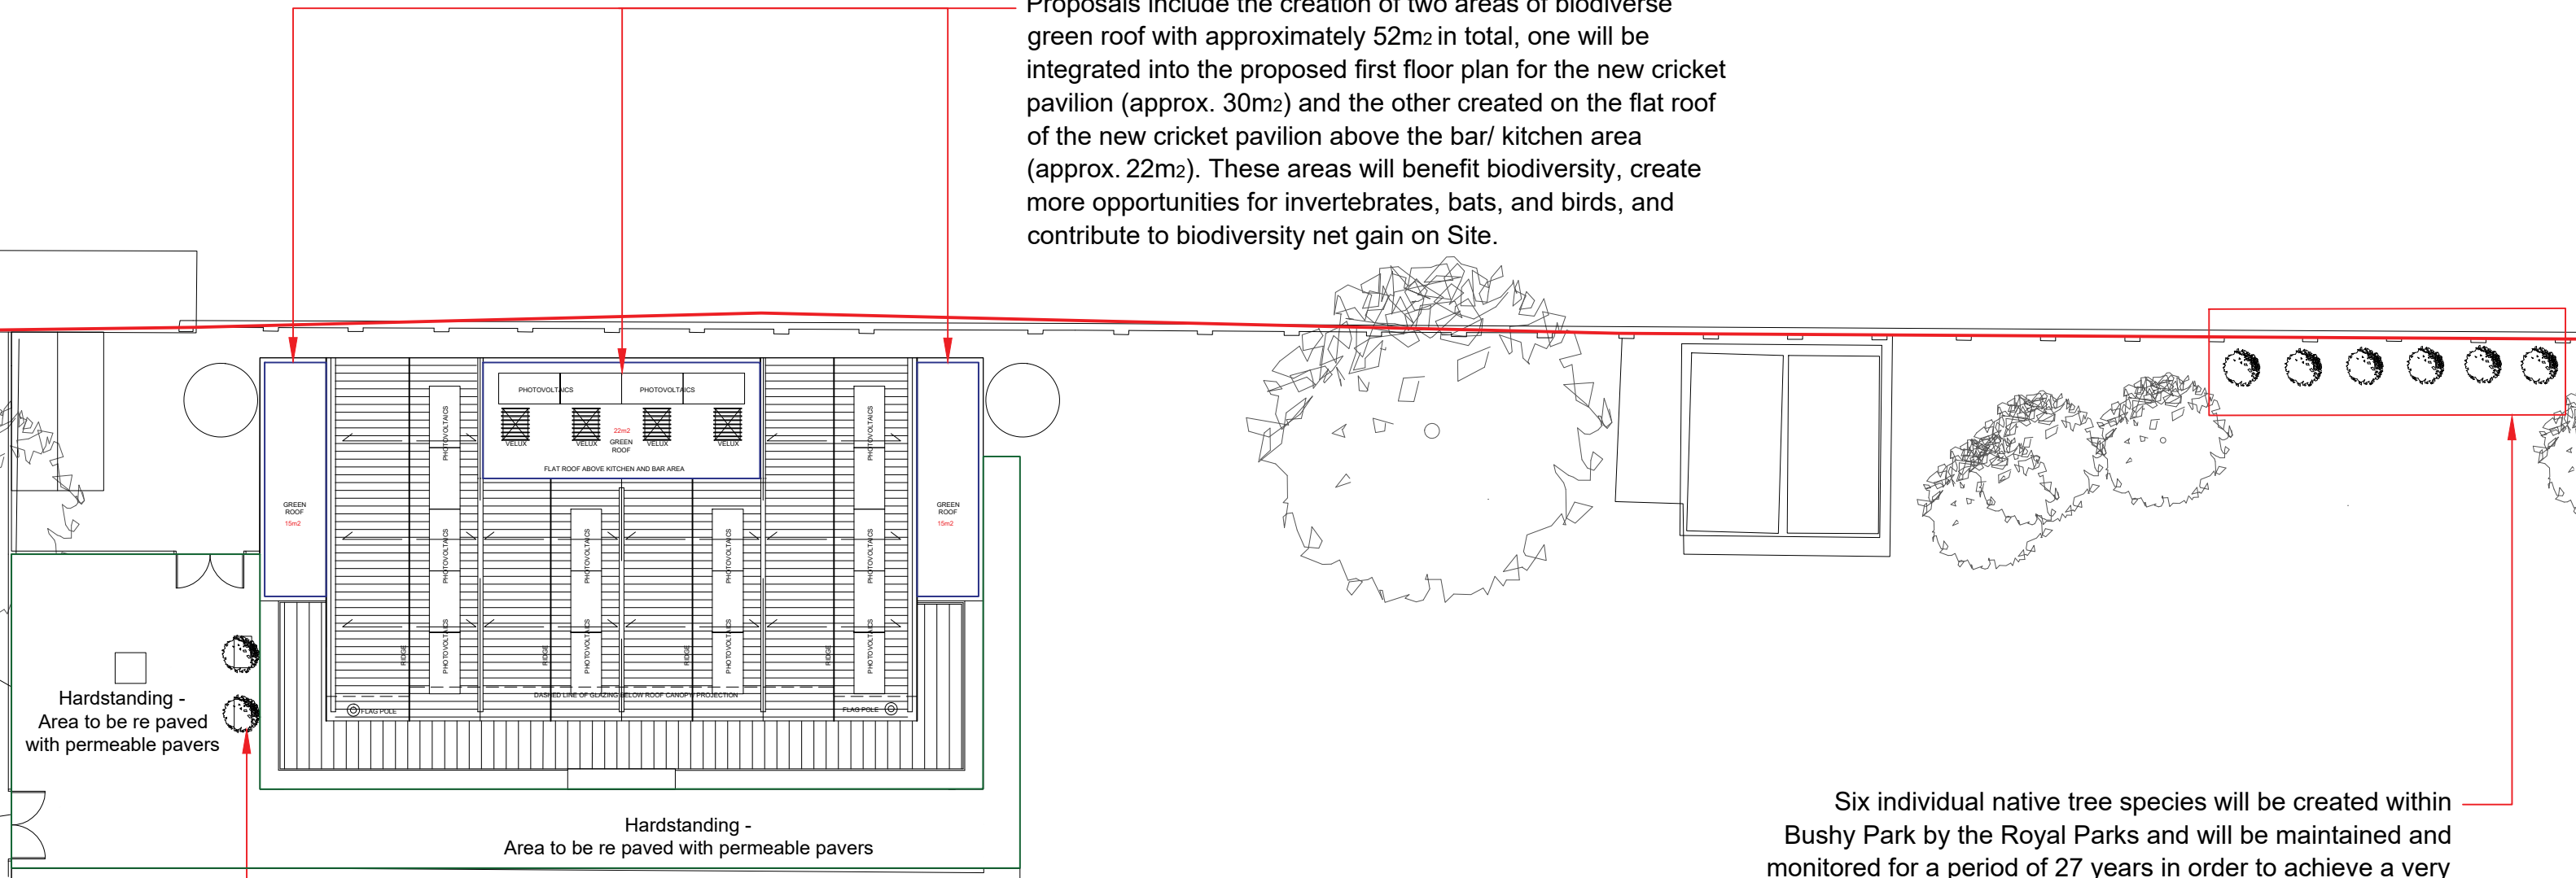 Proposals include the creation of two areas of biodiverse
green roof with approximately 52m2 in total, one will be
integrated into the proposed first floor plan for the new cricket
pavilion (approx. 30m2) and the other created on the flat roof
of the new cricket pavilion above the bar/ kitchen area
(approx. 22m2). These areas will benefit biodiversity, create
more opportunities for invertebrates, bats, and birds, and
contribute to biodiversity net gain on Site.
PHOTOVOLTAICS
PHOTOVOLTAICS
VELUX
VELUX
VELUX
VELUX
22m2
GREEN
ROOF
FLAT ROOF ABOVE KITCHEN AND BAR AREA
GREEN
ROOF
15m2
GREEN
ROOF
15m2
PHOTOVOLTAICS
PHOTOVOLTAICS
PHOTOVOLTAICS
PHOTOVOLTAICS
PHOTOVOLTAICS
PHOTOVOLTAICS
PHOTOVOLTAICS
PHOTOVOLTAICS
PHOTOVOLTAICS
PHOTOVOLTAICS
RIDGE
RIDGE
RIDGE
RIDGE
DASHED LINE OF GLAZING BELOW ROOF CANOPY PROJECTION
FLAG POLE
FLAG POLE
Hardstanding -
Area to be re paved
with permeable pavers
Hardstanding -
Area to be re paved with permeable pavers
Six individual native tree species will be created within
Bushy Park by the Royal Parks and will be maintained and
monitored for a period of 27 years in order to achieve a very